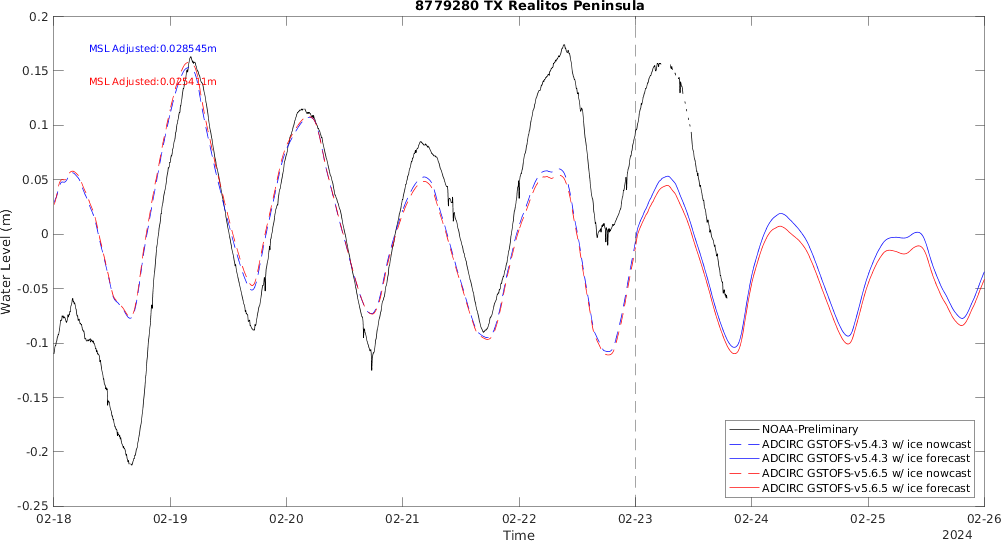 8779280 TX Realitos Peninsula
0.2
0.15
0.1
0.05
0
-0.05
-0.1
-0.15
-0.2
-0.25
Water Level (m)
MSL Adjusted:0.028545m
MSL Adjusted:0.025411m
NOAA-Preliminary
ADCIRC GSTOFS-v5.4.3 w/ ice nowcast
ADCIRC GSTOFS-v5.4.3 w/ ice forecast
ADCIRC GSTOFS-v5.6.5 w/ ice nowcast
ADCIRC GSTOFS-v5.6.5 w/ ice forecast
02-18 02-19 02-20 02-21 02-22 02-23 02-24 02-25 02-26
Time
2024